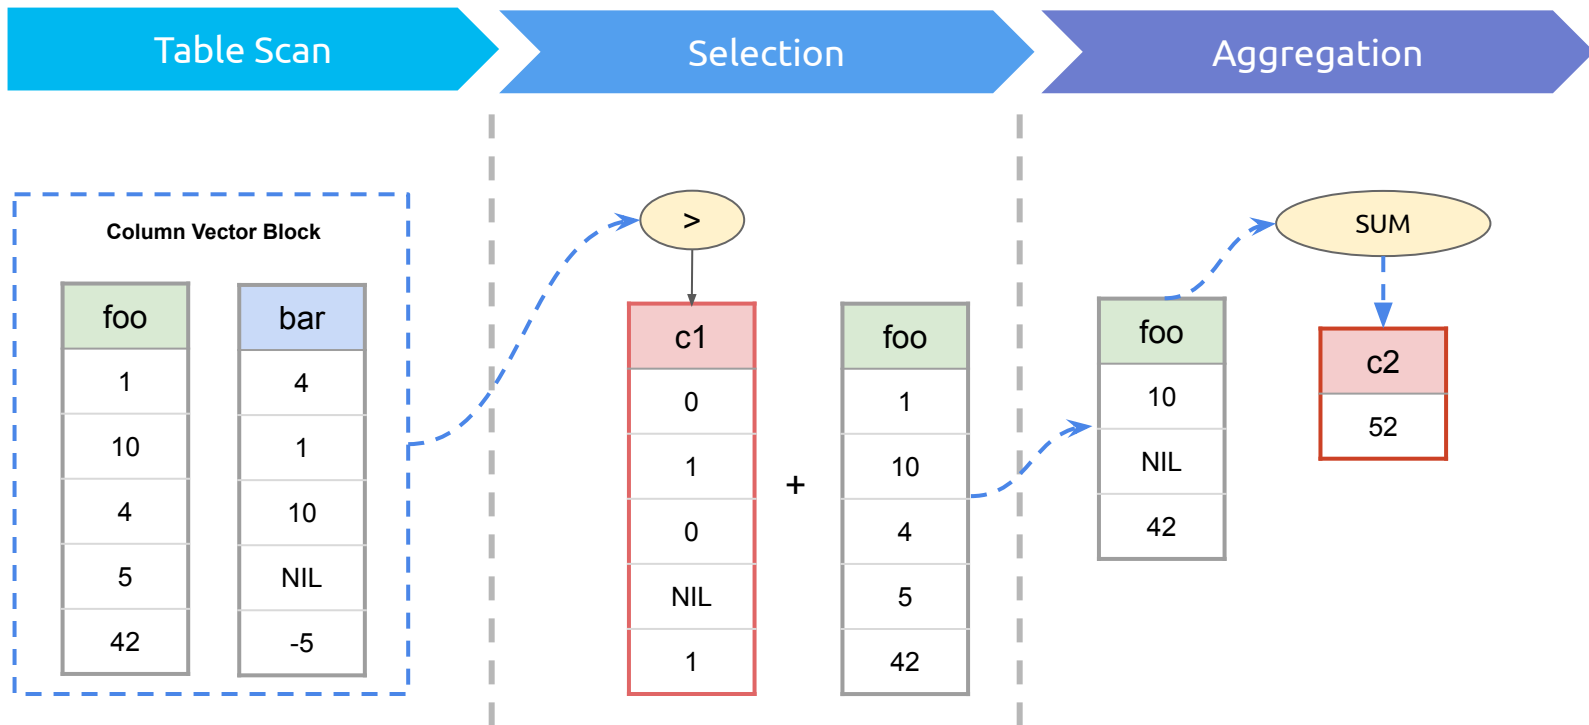 Table Scan
Selection
Aggregation
Column Vector Block
foo
1
10
4
5
42
bar
4
1
10
NIL
-5
>
c1
0
1
0
NIL
1
+
foo
1
10
4
5
42
foo
10
NIL
42
SUM
c2
52